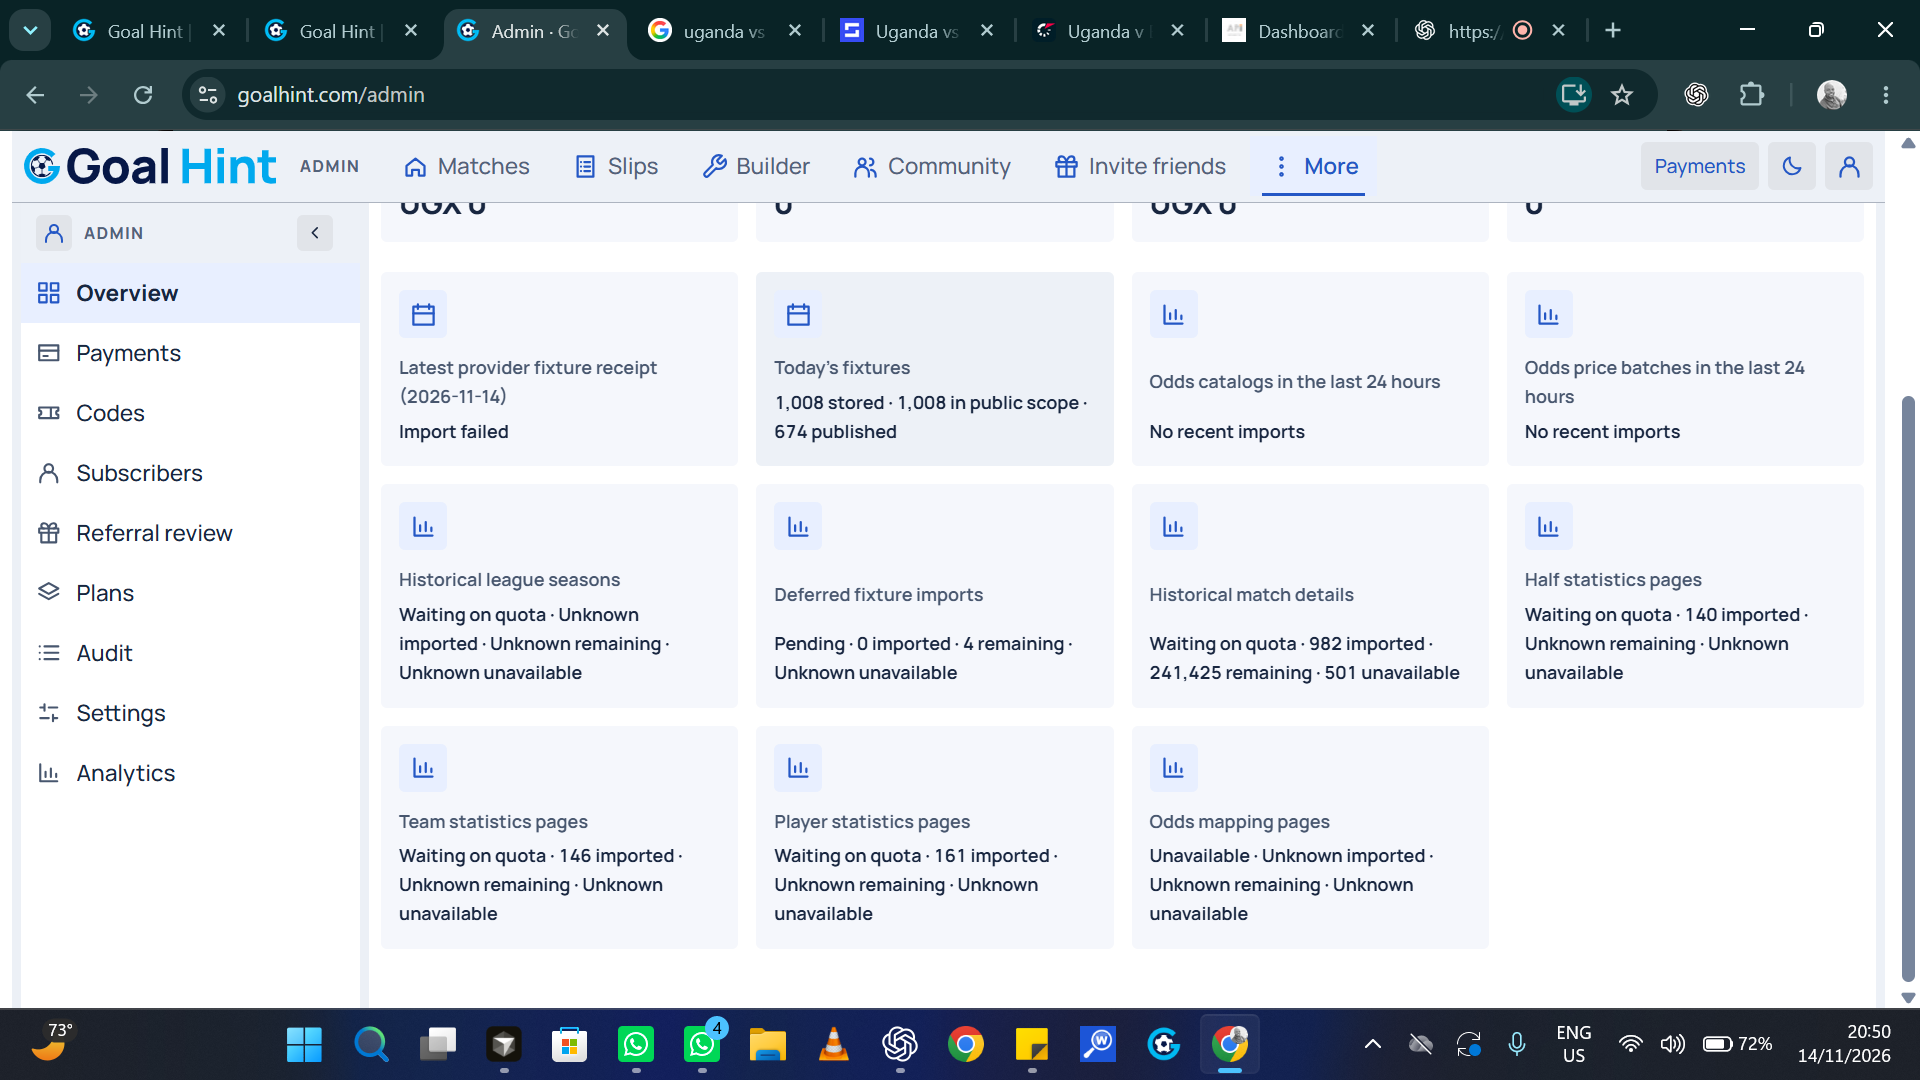 Goal Hint
Goal Hint
Admin · Go
uganda vs
Uganda vs
Uganda v
Dashboard
https:/
goalhint.com/admin
Goal Hint ADMIN Matches Slips Builder Community Invite friends More Payments
ADMIN
Overview
Payments
Codes
Subscribers
Referral review
Plans
Audit
Settings
Analytics
UGX 0
0
UGX 0
0
Latest provider fixture receipt
(2026-11-14)
Import failed
Today's fixtures
1,008 stored · 1,008 in public scope ·
674 published
Odds catalogs in the last 24 hours
No recent imports
Odds price batches in the last 24
hours
No recent imports
Historical league seasons
Waiting on quota · Unknown
imported · Unknown remaining ·
Unknown unavailable
Deferred fixture imports
Pending · 0 imported · 4 remaining ·
Unknown unavailable
Historical match details
Waiting on quota · 982 imported ·
241,425 remaining · 501 unavailable
Half statistics pages
Waiting on quota · 140 imported ·
Unknown remaining · Unknown
unavailable
Team statistics pages
Waiting on quota · 146 imported ·
Unknown remaining · Unknown
unavailable
Player statistics pages
Waiting on quota · 161 imported ·
Unknown remaining · Unknown
unavailable
Odds mapping pages
Unavailable · Unknown imported ·
Unknown remaining · Unknown
unavailable
73°
4
W
ENG
US
72%
20:50
14/11/2026